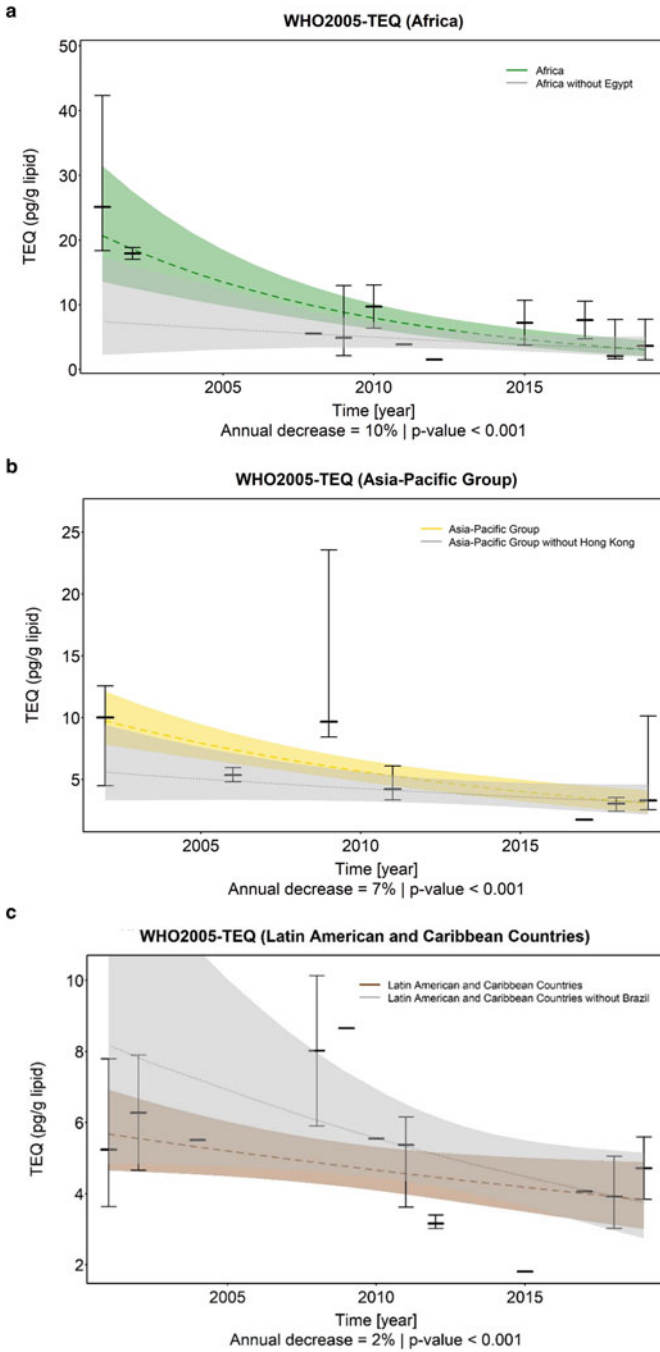 a
WHO2005-TEQ (Africa)
50
40
30
20
10
0
TEQ (pg/g lipid)
Africa
Africa without Egypt
2005
2010
2015
Time [year]
Annual decrease = 10% | p-value < 0.001
b
WHO2005-TEQ (Asia-Pacific Group)
25
20
15
10
5
TEQ (pg/g lipid)
Asia-Pacific Group
Asia-Pacific Group without Hong Kong
2005
2010
2015
Time [year]
Annual decrease = 7% | p-value < 0.001
c
WHO2005-TEQ (Latin American and Caribbean Countries)
10
8
6
4
2
TEQ (pg/g lipid)
Latin American and Caribbean Countries
Latin American and Caribbean Countries without Brazil
2005
2010
2015
Time [year]
Annual decrease = 2% | p-value < 0.001